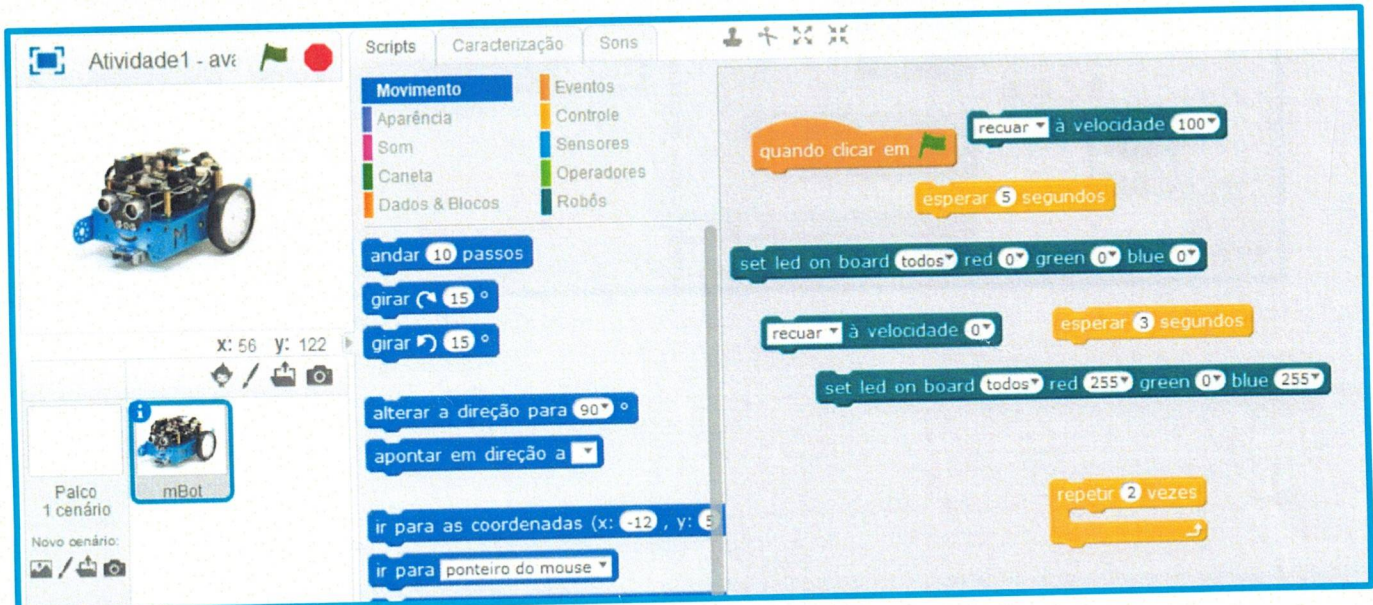 Atividade1 - ava
Scripts
Caracterização
Sons
Movimento
Aparência
Som
Caneta
Dados & Blocos
Eventos
Controle
Sensores
Operadores
Robôs
andar 10 passos
girar 15 °
girar 15 °
alterar a direção para 90 °
apontar em direção a
ir para as coordenadas (x: -12 , y: 5
ir para ponteiro do mouse
x: 56 y: 122
Palco
1 cenário
Novo cenário:
mBot
M
quando clicar em
recuar à velocidade 100
esperar 5 segundos
set led on board todos red 0 green 0 blue 0
recuar à velocidade 0
esperar 3 segundos
set led on board todos red 255 green 0 blue 255
repetir 2 vezes